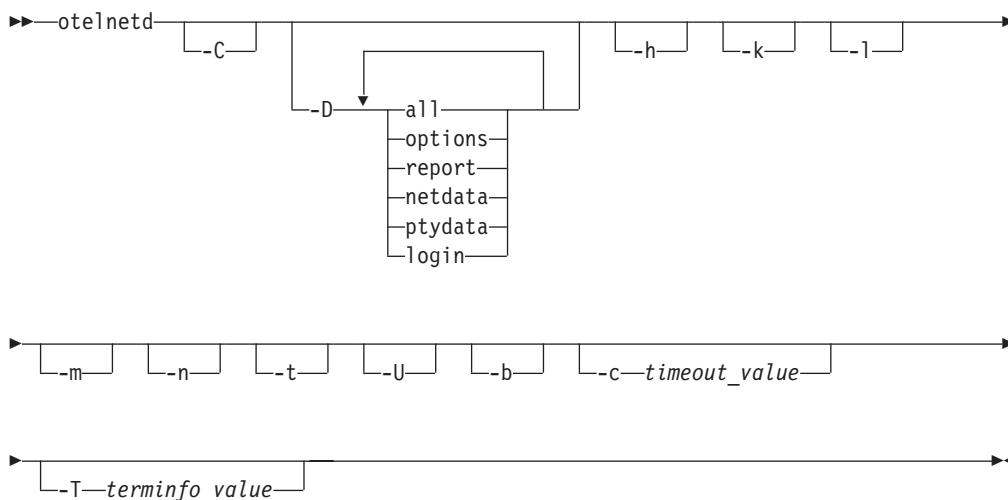 otelnetd
-C
-D
all
options
report
netdata
ptydata
login
-h
-k
-l
-m
-n
-t
-U
-b
-c timeout_value
-T terminfo value